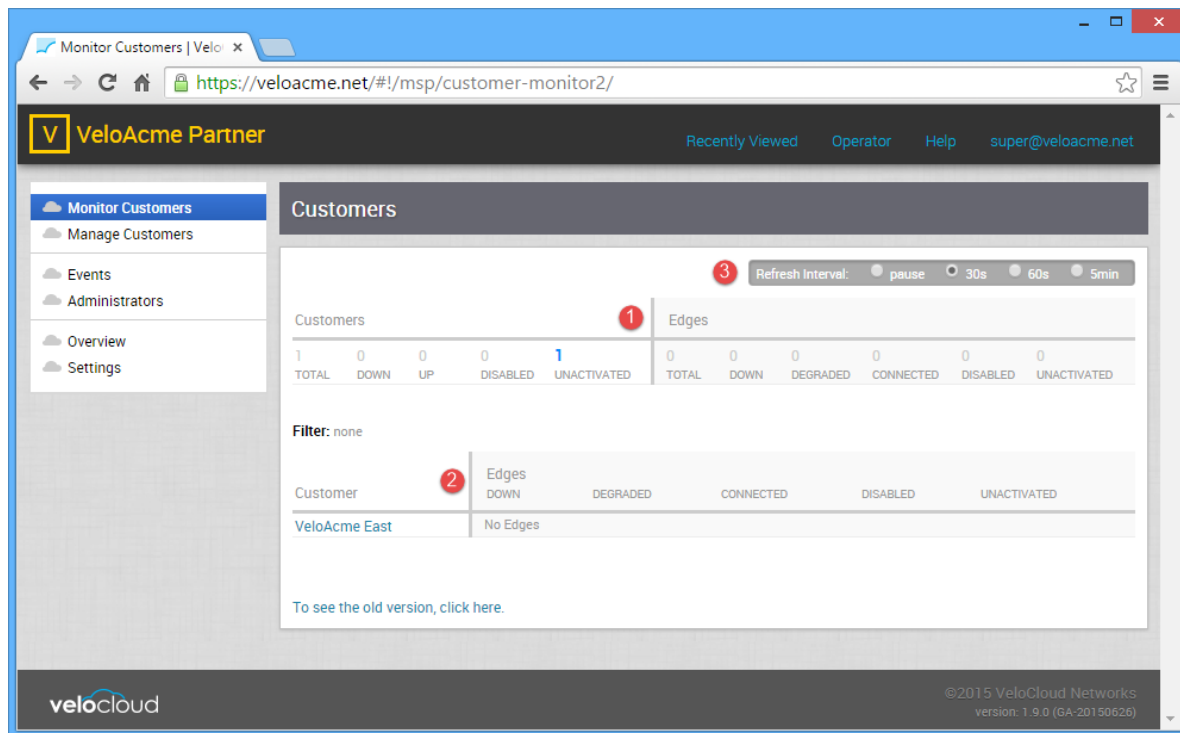 Monitor Customers | Velo
https://veloacme.net/#!/msp/customer-monitor2/
V VeloAcme Partner
Recently Viewed Operator Help super@veloacme.net
Monitor Customers
Manage Customers
Events
Administrators
Overview
Settings
Customers
3 Refresh Interval: pause 30s 60s 5min
Customers 1 Edges
1 0 0 0 1 0 0 0 0 0 0
TOTAL DOWN UP DISABLED UNACTIVATED TOTAL DOWN DEGRADED CONNECTED DISABLED UNACTIVATED
Filter: none
Edges
Customer 2 DOWN DEGRADED CONNECTED DISABLED UNACTIVATED
VeloAcme East No Edges
To see the old version, click here.
velocloud
©2015 VeloCloud Networks
version: 1.9.0 (GA-20150626)